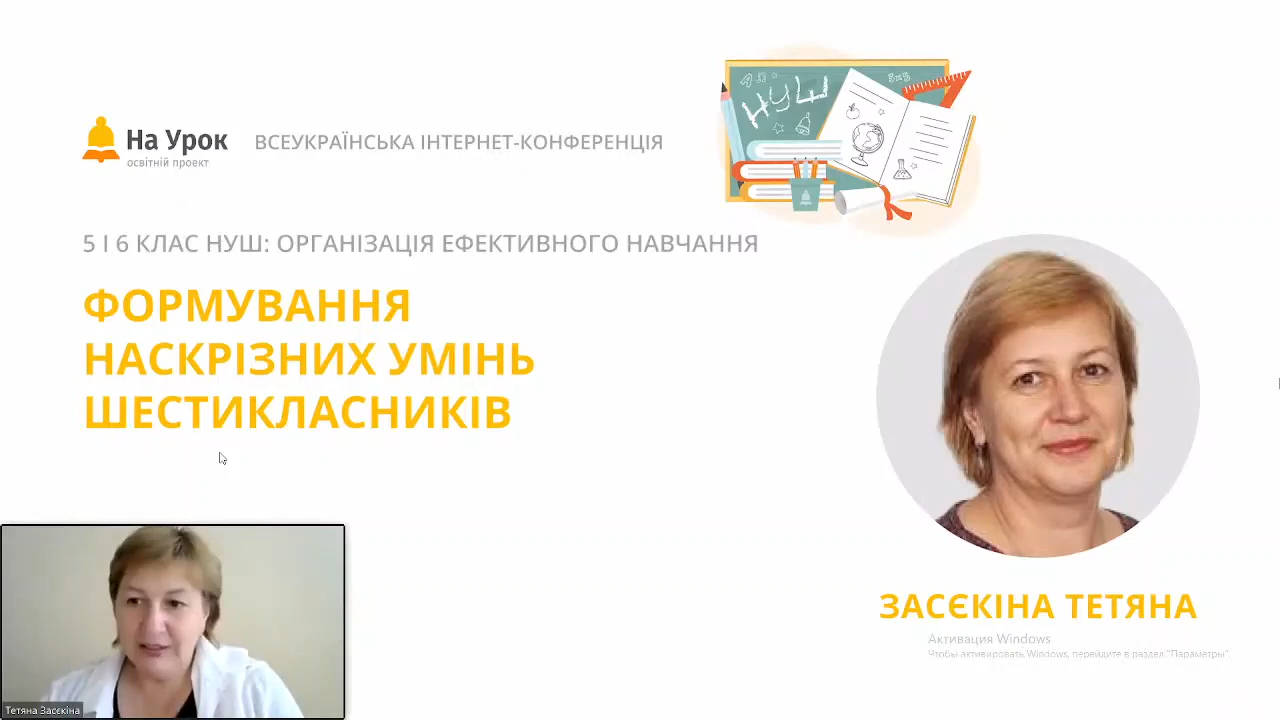 На Урок
освітній проект
ВСЕУКРАЇНСЬКА ІНТЕРНЕТ-КОНФЕРЕНЦІЯ
НУШ
5 І 6 КЛАС НУШ: ОРГАНІЗАЦІЯ ЕФЕКТИВНОГО НАВЧАННЯ
ФОРМУВАННЯ
НАСКРІЗНИХ УМІНЬ
ШЕСТИКЛАСНИКІВ
ЗАСЄКІНА ТЕТЯНА
Активация Windows
Чтобы активировать Windows, перейдите в раздел "Параметры".
Тетяна Засєкіна